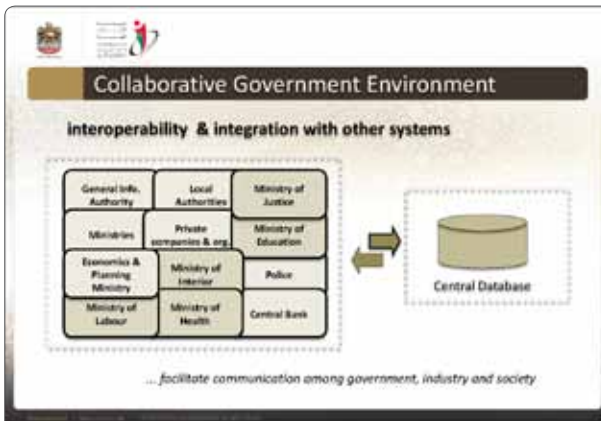 Collaborative Government Environment
interoperability & integration with other systems
General Info.
Authority
Local
Authorities
Ministry of
Justice
Ministries
Private
companies & org.
Ministry of
Education
Economics &
Planning
Ministry
Ministry of
Interior
Police
Ministry of
Labour
Ministry of
Health
Central Bank
Central Database
... facilitate communication among government, industry and society